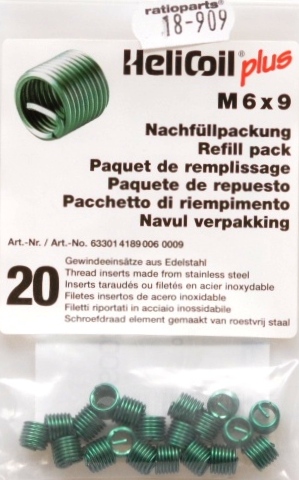 ratioparts®
18-909
HeliCoil® plus
M 6 x 9
Nachfüllpackung
Refill pack
Paquet de remplissage
Paquete de repuesto
Pacchetto di riempimento
Navul verpakking
Art.-Nr. / Art.-No. 63301 4189 006 0009
20
Gewindeeinsätze aus Edelstahl
Thread inserts made from stainless steel
Inserts taraudés ou filetés en acier inoxydable
Filetes insertos de acero inoxidable
Filetti riportati in acciaio inossidabile
Schroefdraad element gemaakt van roestvrij staal